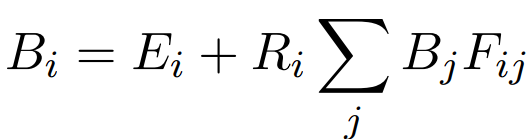 B_i = E_i + R_i \sum_j B_j F_{ij}